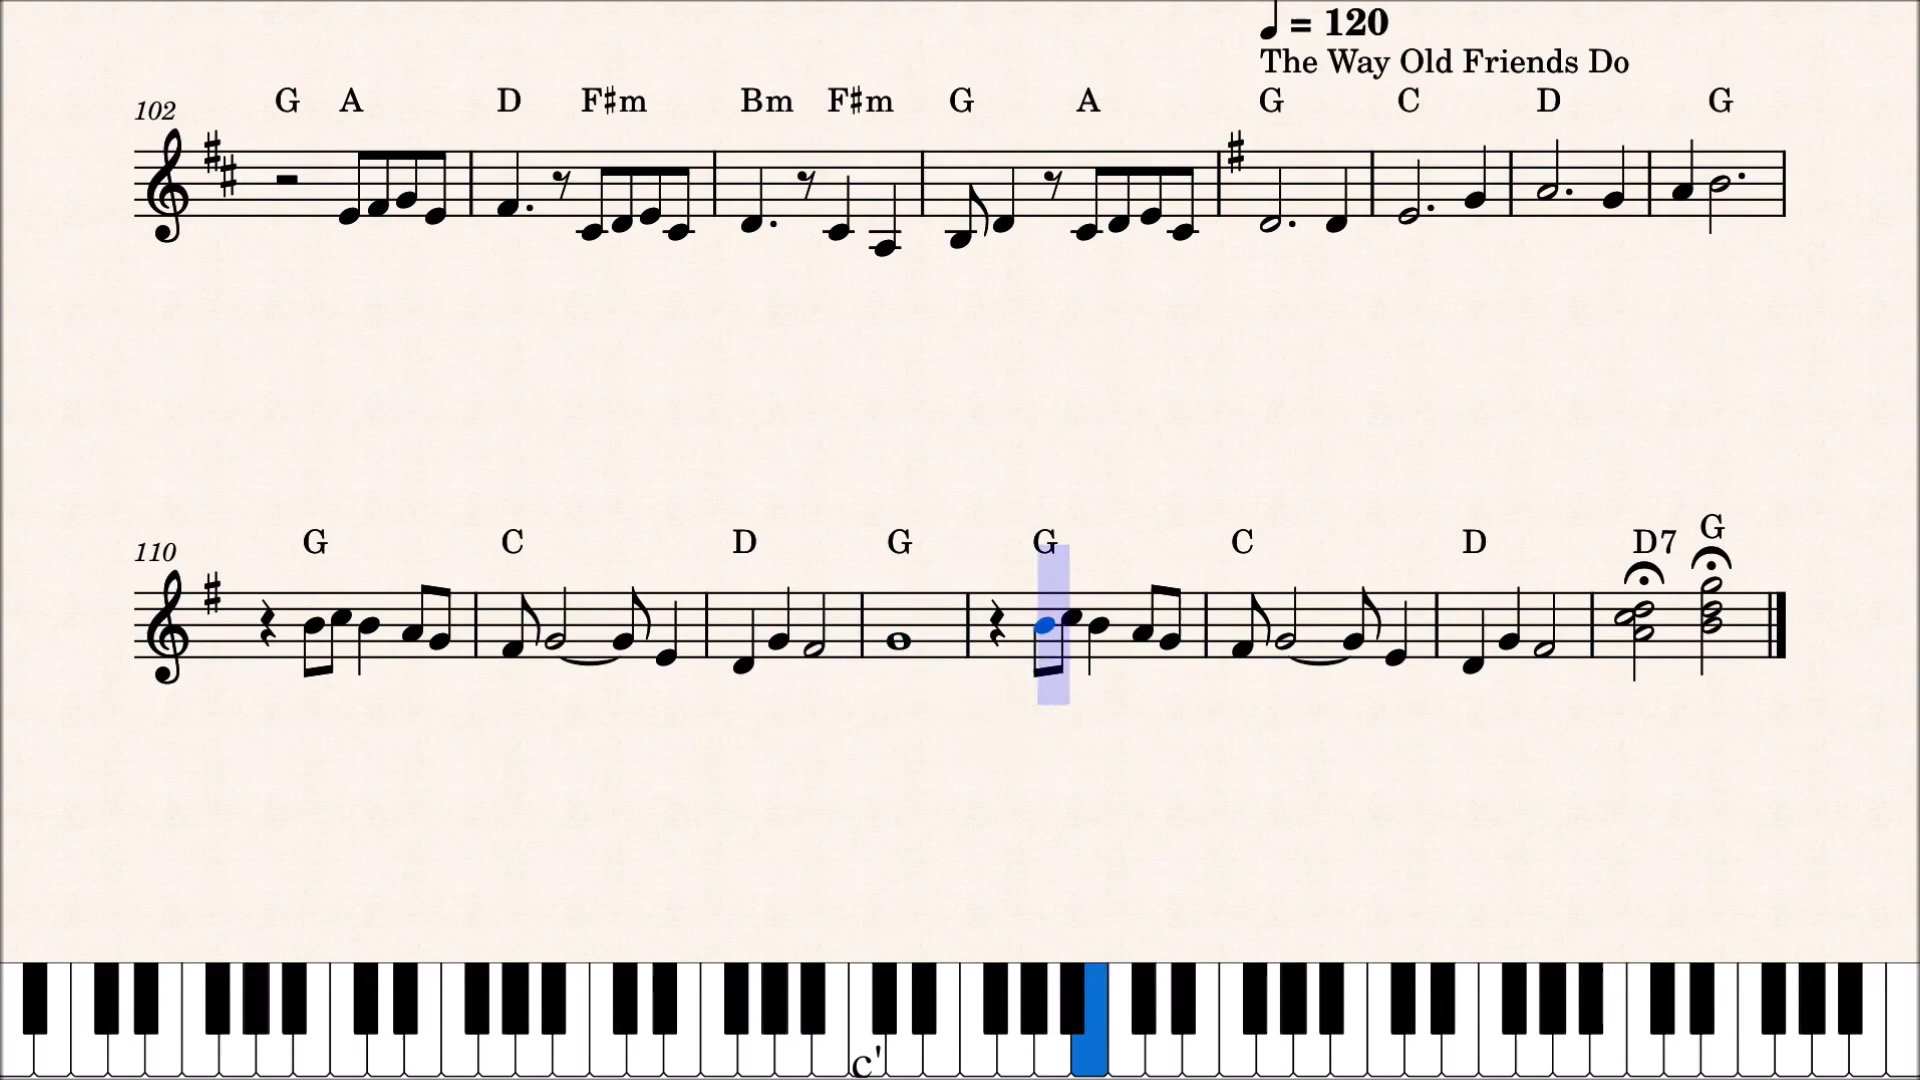 ♩ = 120
The Way Old Friends Do
102 G A D F♯m Bm F♯m G A G C D G
110 G C D G G C D D7 G
c'